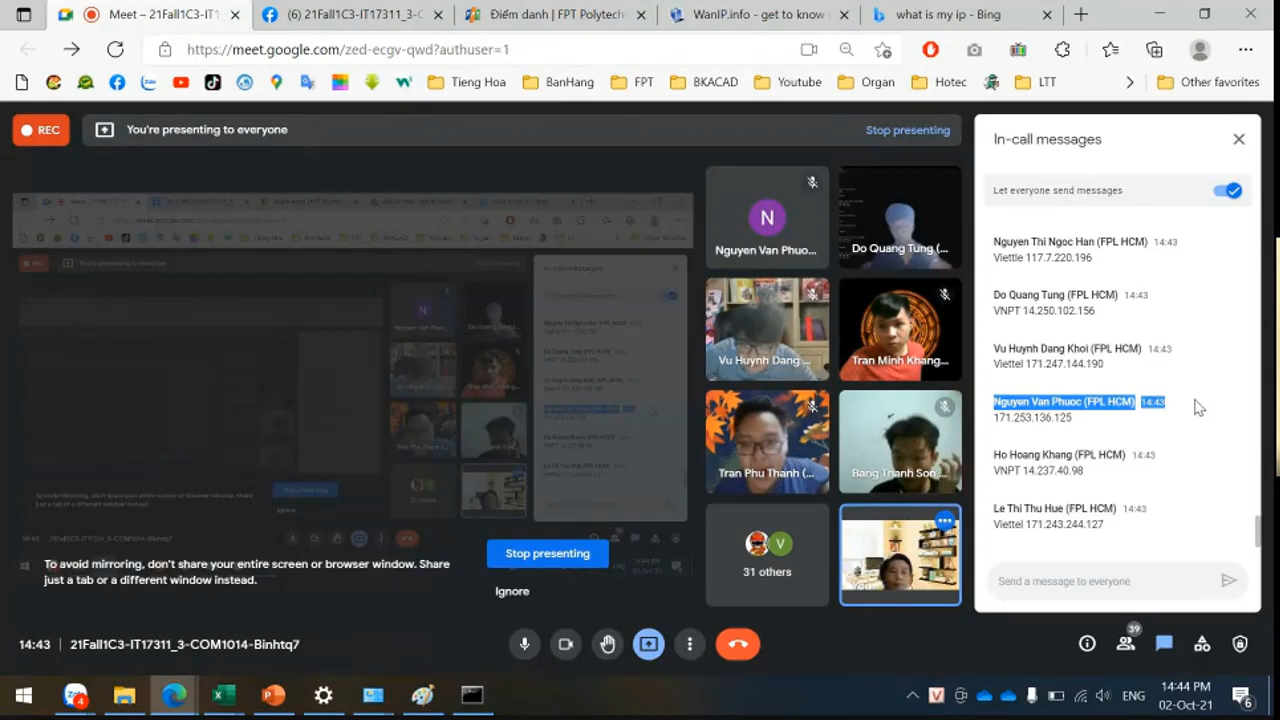 Meet – 21Fall1C3-IT1
(6) 21Fall1C3-IT17311_3-C
Điểm danh | FPT Polytech
WanIP.info - get to know y
what is my ip - Bing
https://meet.google.com/zed-ecgv-qwd?authuser=1
Tieng Hoa
BanHang
FPT
BKACAD
Youtube
Organ
Hotec
LTT
Other favorites
REC
You're presenting to everyone
Stop presenting
In-call messages
Let everyone send messages
Nguyen Thi Ngoc Han (FPL HCM) 14:43
Viettle 117.7.220.196
Do Quang Tung (FPL HCM) 14:43
VNPT 14.250.102.156
Vu Huynh Dang Khoi (FPL HCM) 14:43
Viettel 171.247.144.190
Nguyen Van Phuoc (FPL HCM) 14:43
171.253.136.125
Ho Hoang Khang (FPL HCM) 14:43
VNPT 14.237.40.98
Le Thi Thu Hue (FPL HCM) 14:43
Viettel 171.243.244.127
Send a message to everyone
N
Nguyen Van Phuo...
Do Quang Tung (...
Vu Huynh Dang ...
Tran Minh Khang...
Tran Phu Thanh (...
Bang Thanh Son ...
V
31 others
To avoid mirroring, don't share your entire screen or browser window. Share
just a tab or a different window instead.
Stop presenting
Ignore
14:43 | 21Fall1C3-IT17311_3-COM1014-Binhtq7
39
4
ENG
14:44 PM
02-Oct-21
6